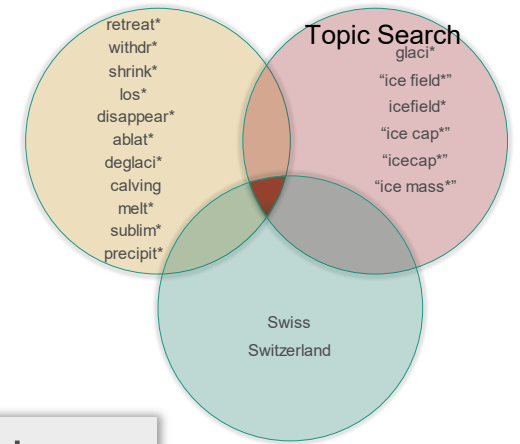 Topic Search
retreat*
withdr*
shrink*
los*
disappear*
ablat*
deglaci*
calving
melt*
sublim*
precipit*
glaci*
“ice field*”
icefield*
“ice cap*”
“icecap*”
“ice mass*”
Swiss
Switzerland